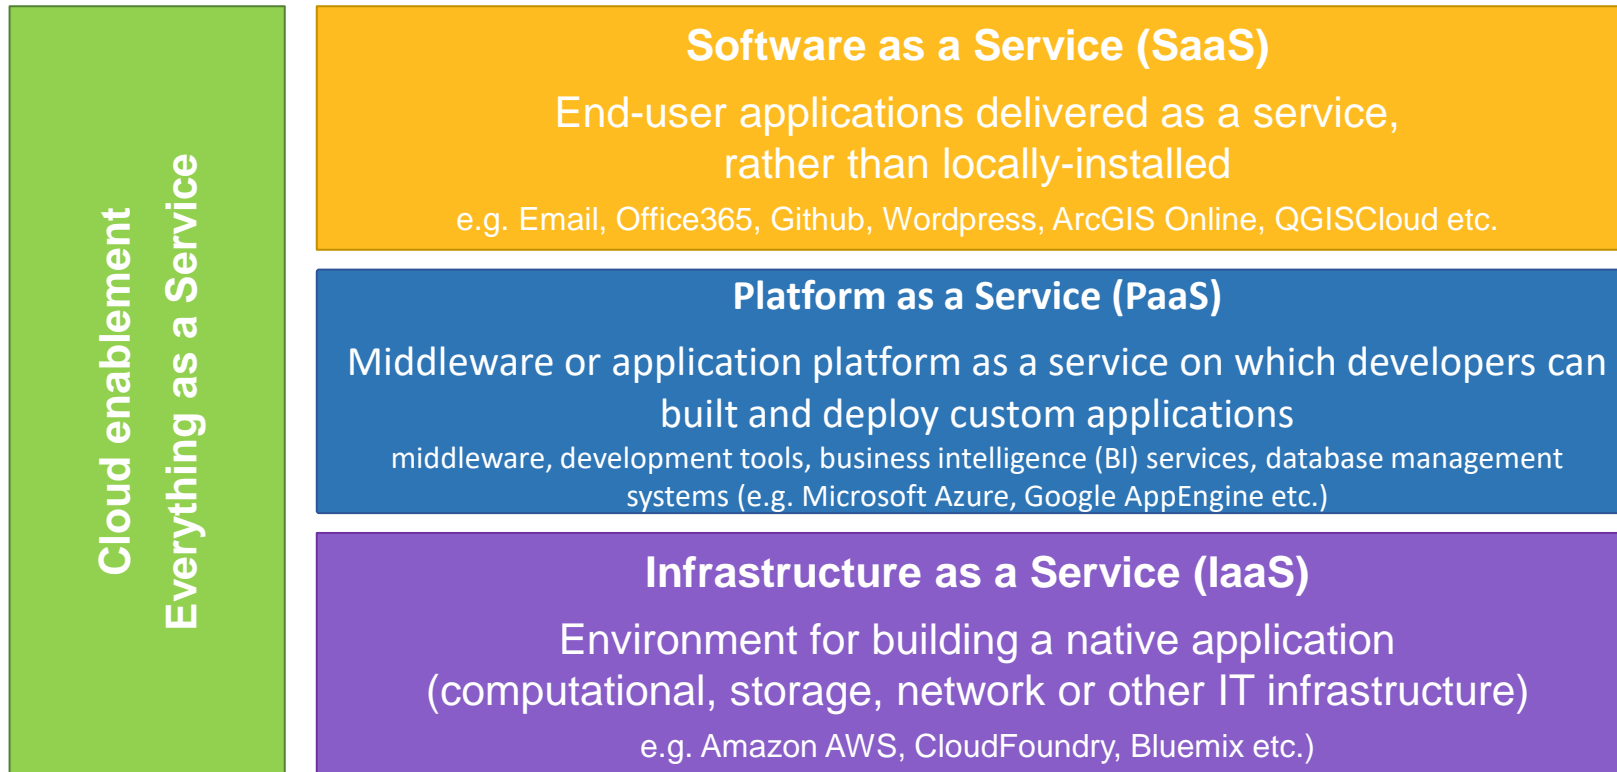 Cloud enablement
Everything as a Service
Software as a Service (SaaS)
End-user applications delivered as a service,
rather than locally-installed
e.g. Email, Office365, Github, Wordpress, ArcGIS Online, QGISCloud etc.
Platform as a Service (PaaS)
Middleware or application platform as a service on which developers can
built and deploy custom applications
middleware, development tools, business intelligence (BI) services, database management
systems (e.g. Microsoft Azure, Google AppEngine etc.)
Infrastructure as a Service (IaaS)
Environment for building a native application
(computational, storage, network or other IT infrastructure)
e.g. Amazon AWS, CloudFoundry, Bluemix etc.)